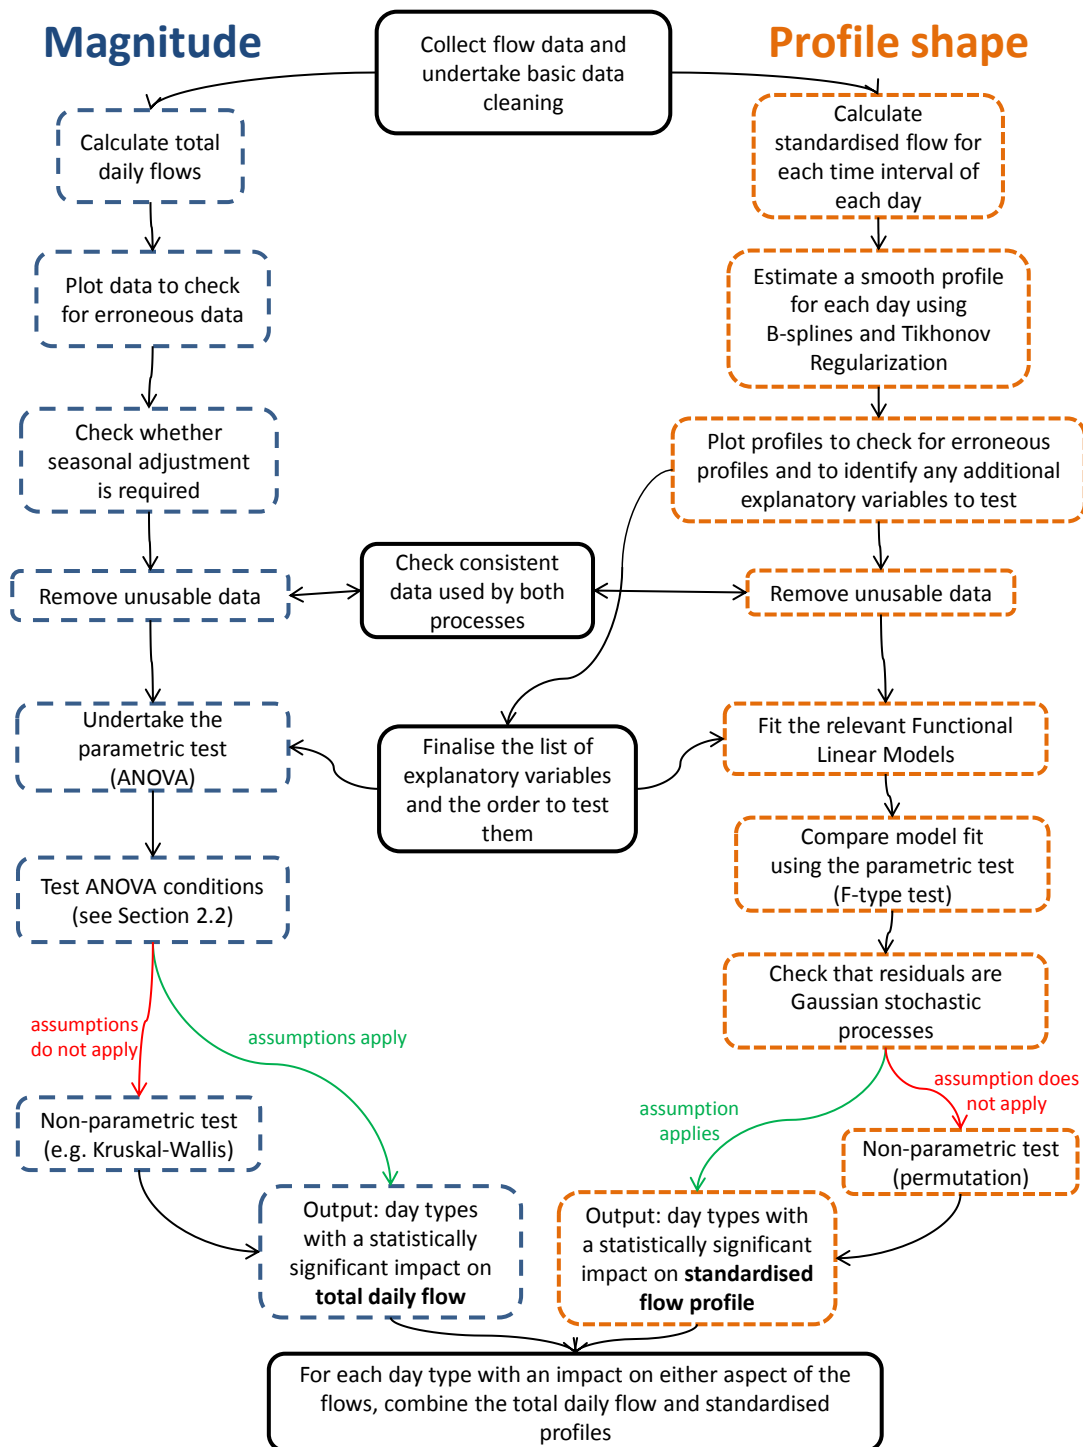 Magnitude
Profile shape
Collect flow data and
undertake basic data
cleaning
Calculate total
daily flows
Plot data to check
for erroneous data
Check whether
seasonal adjustment
is required
Remove unusable data
Undertake the
parametric test
(ANOVA)
Test ANOVA conditions
(see Section 2.2)
assumptions
do not apply
assumptions apply
Non-parametric test
(e.g. Kruskal-Wallis)
Output: day types
with a statistically
significant impact on
total daily flow
Check consistent
data used by both
processes
Finalise the list of
explanatory variables
and the order to test
them
Calculate
standardised flow for
each time interval of
each day
Estimate a smooth profile
for each day using
B-splines and Tikhonov
Regularization
Plot profiles to check for erroneous
profiles and to identify any additional
explanatory variables to test
Remove unusable data
Fit the relevant Functional
Linear Models
Compare model fit
using the parametric test
(F-type test)
Check that residuals are
Gaussian stochastic
processes
assumption
applies
assumption does
not apply
Non-parametric test
(permutation)
Output: day types with
a statistically significant
impact on standardised
flow profile
For each day type with an impact on either aspect of the
flows, combine the total daily flow and standardised
profiles